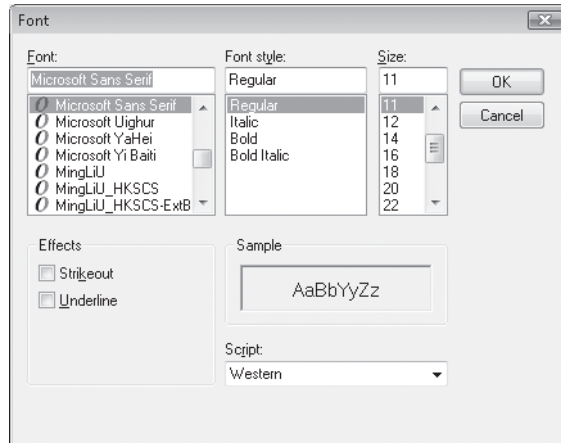 Font
Font:
Microsoft Sans Serif
Microsoft Sans Serif
Microsoft Uighur
Microsoft YaHei
Microsoft Yi Baiti
MingLiU
MingLiU_HKSCS
MingLiU_HKSCS-ExtB
Font style:
Regular
Regular
Italic
Bold
Bold Italic
Size:
11
11
12
14
16
18
20
22
OK
Cancel
Effects
Strikeout
Underline
Sample
AaBbYyZz
Script:
Western